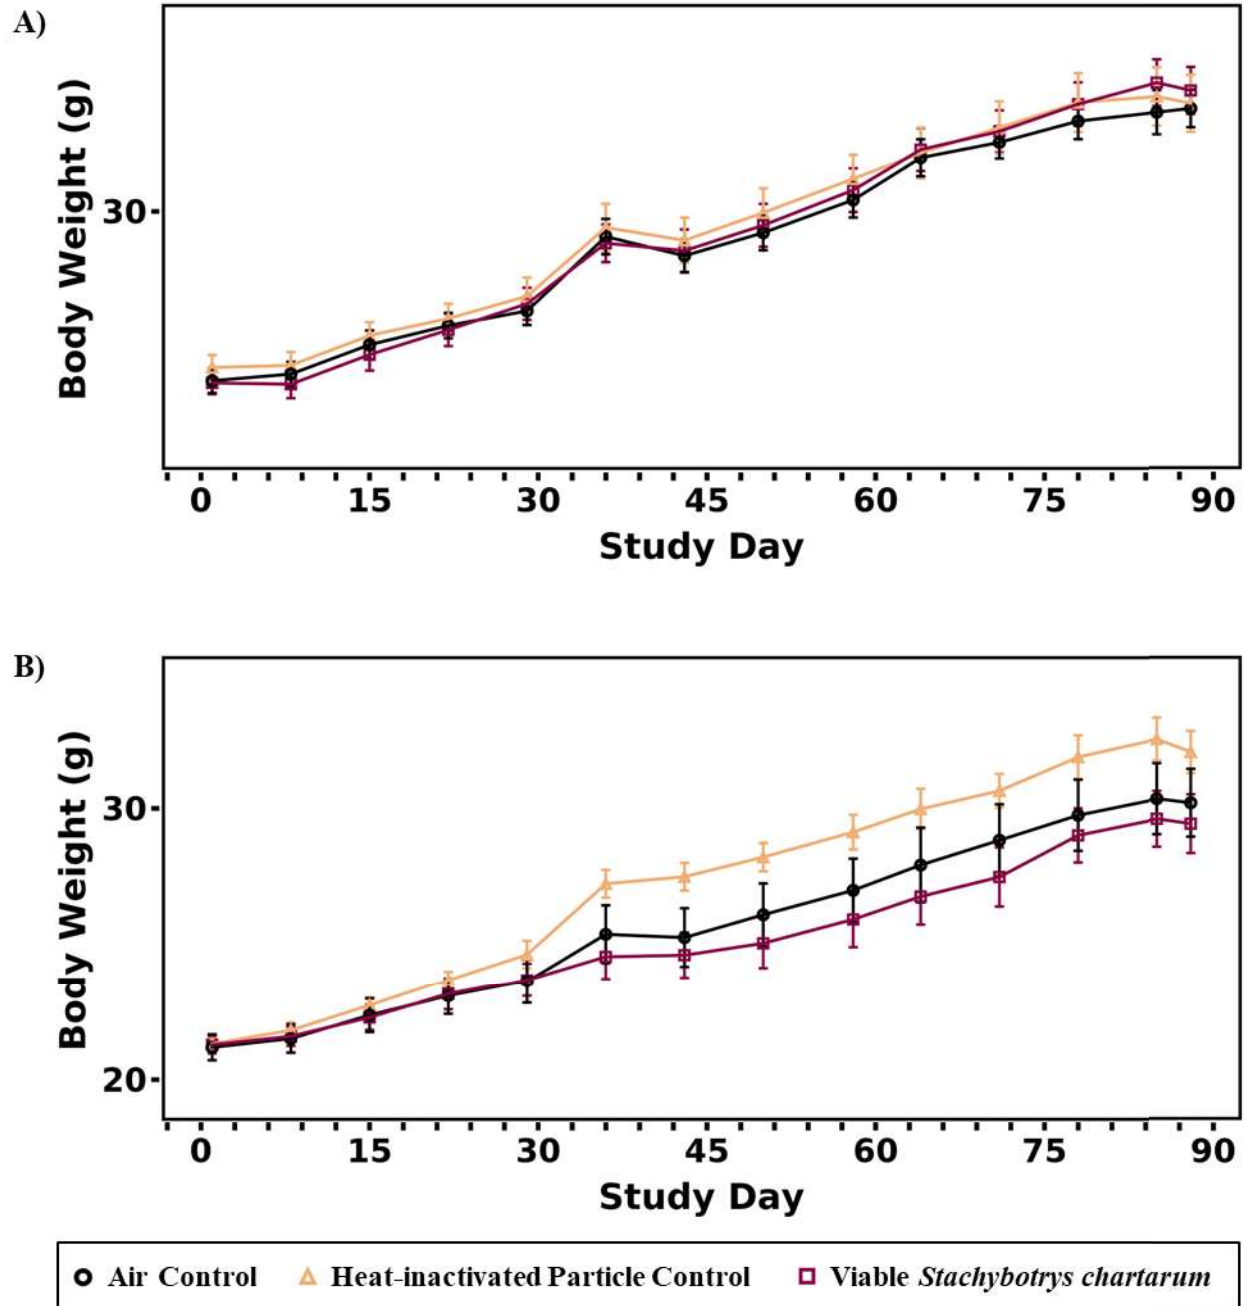 A)
Body Weight (g)
30
0 15 30 45 60 75 90
Study Day
B)
Body Weight (g)
30
20
0 15 30 45 60 75 90
Study Day
Air Control Heat-inactivated Particle Control Viable Stachybotrys chartarum